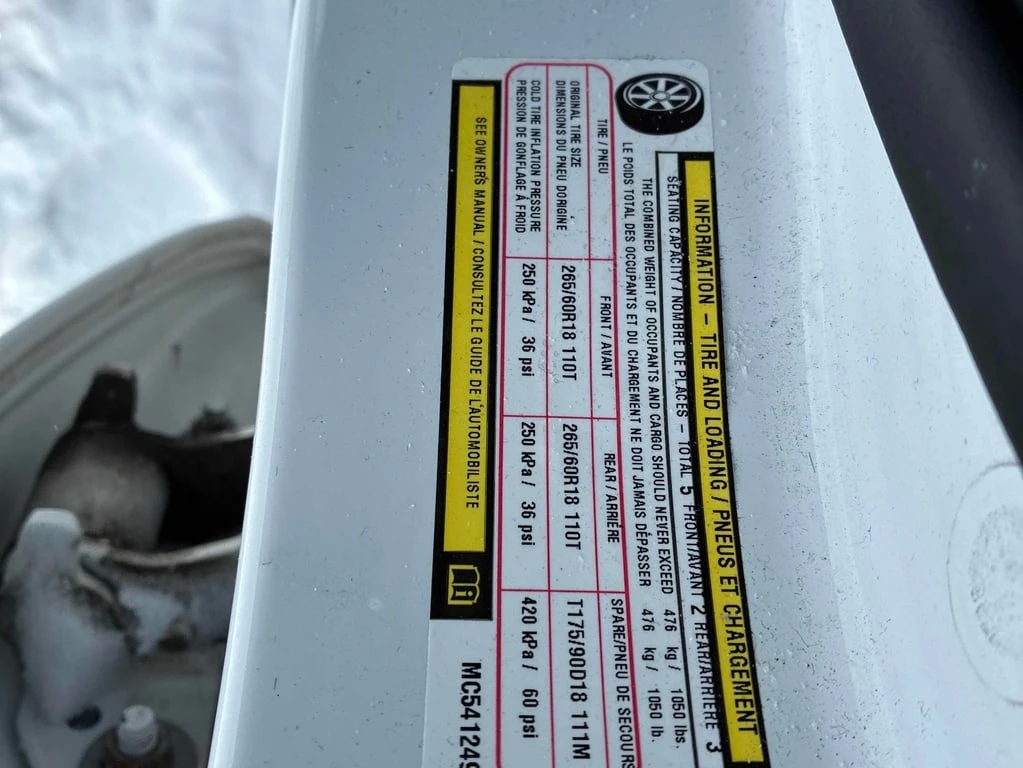 INFORMATION – TIRE AND LOADING / PNEUS ET CHARGEMENT
SEATING CAPACITY / NOMBRE DE PLACES – TOTAL 5 FRONT/AVANT 2 REAR/ARRIÈRE 3
THE COMBINED WEIGHT OF OCCUPANTS AND CARGO SHOULD NEVER EXCEED 476 kg / 1050 lbs.
LE POIDS TOTAL DES OCCUPANTS ET DU CHARGEMENT NE DOIT JAMAIS DÉPASSER 476 kg / 1050 lb.
TIRE / PNEU FRONT / AVANT REAR / ARRIÈRE SPARE/PNEU DE SECOURS
ORIGINAL TIRE SIZE
DIMENSIONS DU PNEU DORIGINE 265/60R18 110T 265/60R18 110T T175/90D18 111M
COLD TIRE INFLATION PRESSURE
PRESSION DE GONFLAGE À FROID 250 kPa / 36 psi 250 kPa / 36 psi 420 kPa / 60 psi
SEE OWNERS MANUAL / CONSULTEZ LE GUIDE DE L'AUTOMOBILISTE
MC541249